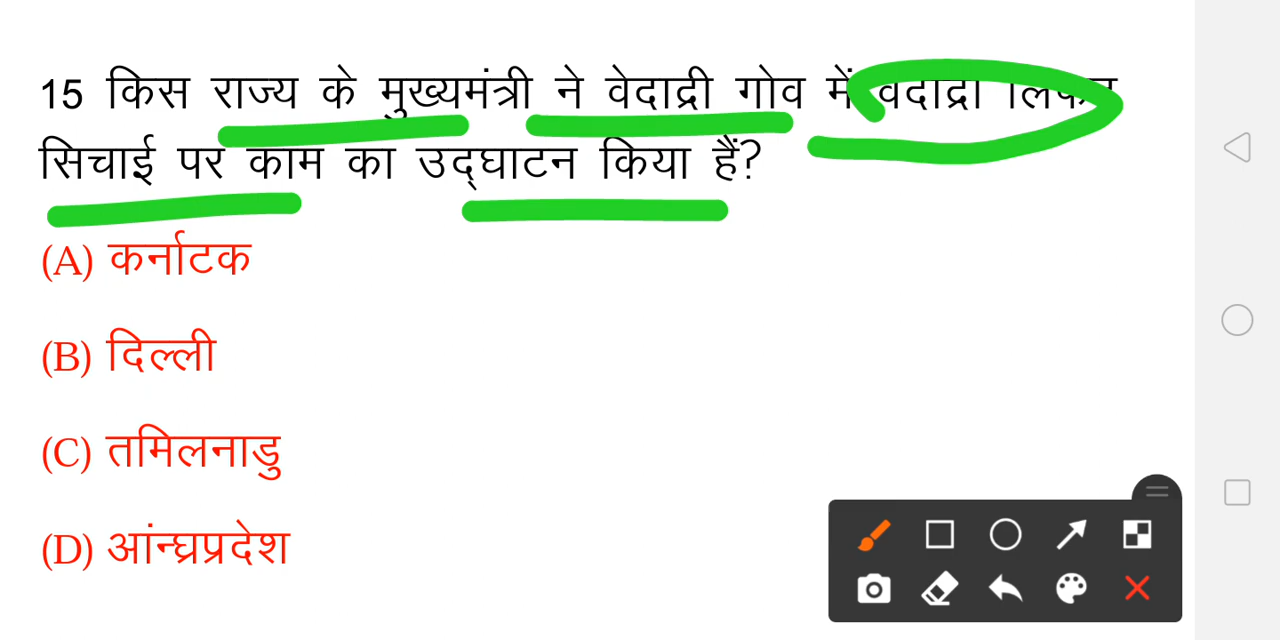 15 किस राज्य के मुख्यमंत्री ने वेदाद्री गोव में वेदाद्री लिफ्ट
सिचाई पर काम का उद्घाटन किया हैं?
(A) कर्नाटक
(B) दिल्ली
(C) तमिलनाडु
(D) आंन्घ्रप्रदेश